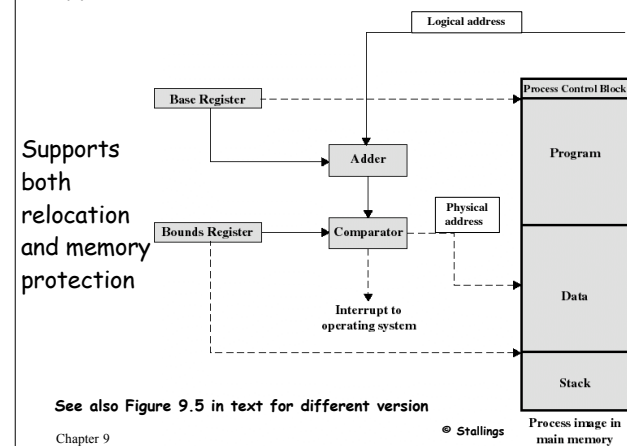 Logical address
Process Control Block
Base Register
Program
Adder
Supports
both
relocation
and memory
protection
Physical
address
Bounds Register
Comparator
Data
Interrupt to
operating system
Stack
See also Figure 9.5 in text for different version
© Stallings
Process image in
main memory
Chapter 9